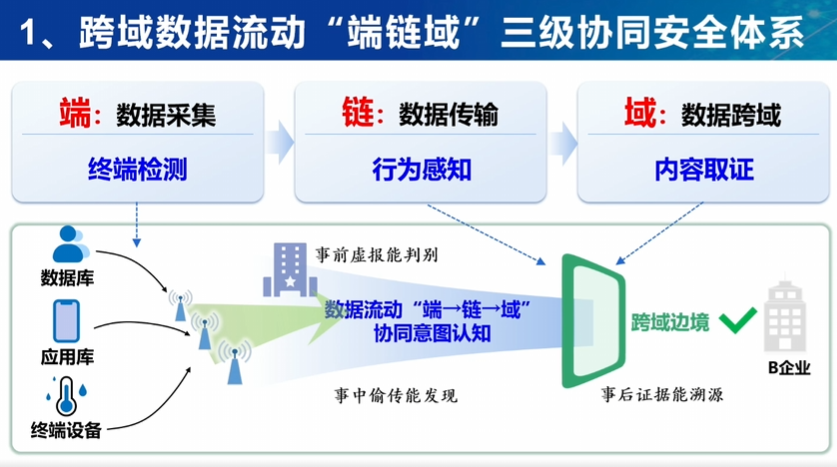 1、跨域数据流动“端链域”三级协同安全体系
端：数据采集
终端检测
链：数据传输
行为感知
域：数据跨域
内容取证
数据库
应用库
终端设备
事前虚报能判别
数据流动“端→链→域”
协同意图认知
事中偷传能发现
跨域边境
事后证据能溯源
B企业